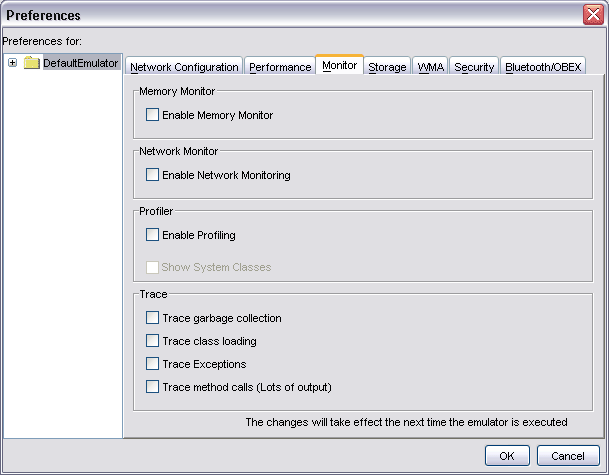 Preferences
Preferences for:
DefaultEmulator
Network Configuration Performance Monitor Storage WMA Security Bluetooth/OBEX
Memory Monitor
Enable Memory Monitor
Network Monitor
Enable Network Monitoring
Profiler
Enable Profiling
Show System Classes
Trace
Trace garbage collection
Trace class loading
Trace Exceptions
Trace method calls (Lots of output)
The changes will take effect the next time the emulator is executed
OK Cancel